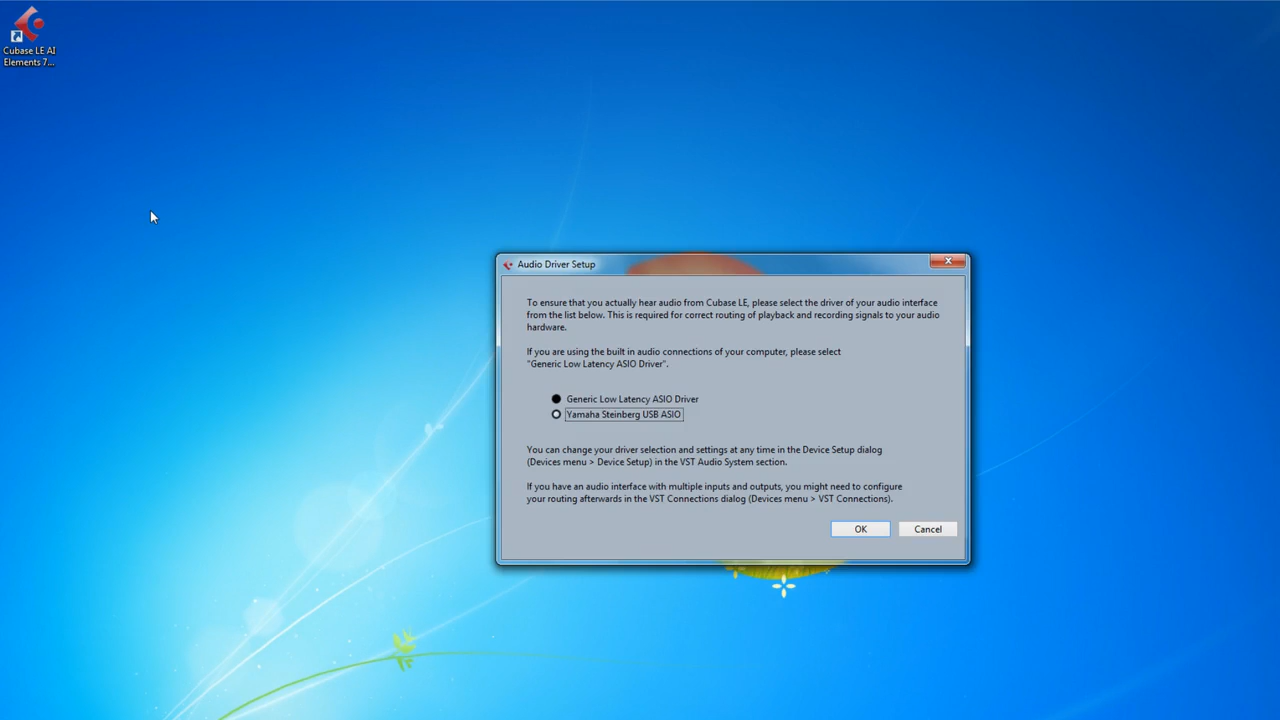 Cubase LE AI
Elements 7...
Audio Driver Setup
To ensure that you actually hear audio from Cubase LE, please select the driver of your audio interface
from the list below. This is required for correct routing of playback and recording signals to your audio
hardware.
If you are using the built in audio connections of your computer, please select
"Generic Low Latency ASIO Driver".
Generic Low Latency ASIO Driver
Yamaha Steinberg USB ASIO
You can change your driver selection and settings at any time in the Device Setup dialog
(Devices menu > Device Setup) in the VST Audio System section.
If you have an audio interface with multiple inputs and outputs, you might need to configure
your routing afterwards in the VST Connections dialog (Devices menu > VST Connections).
OK
Cancel